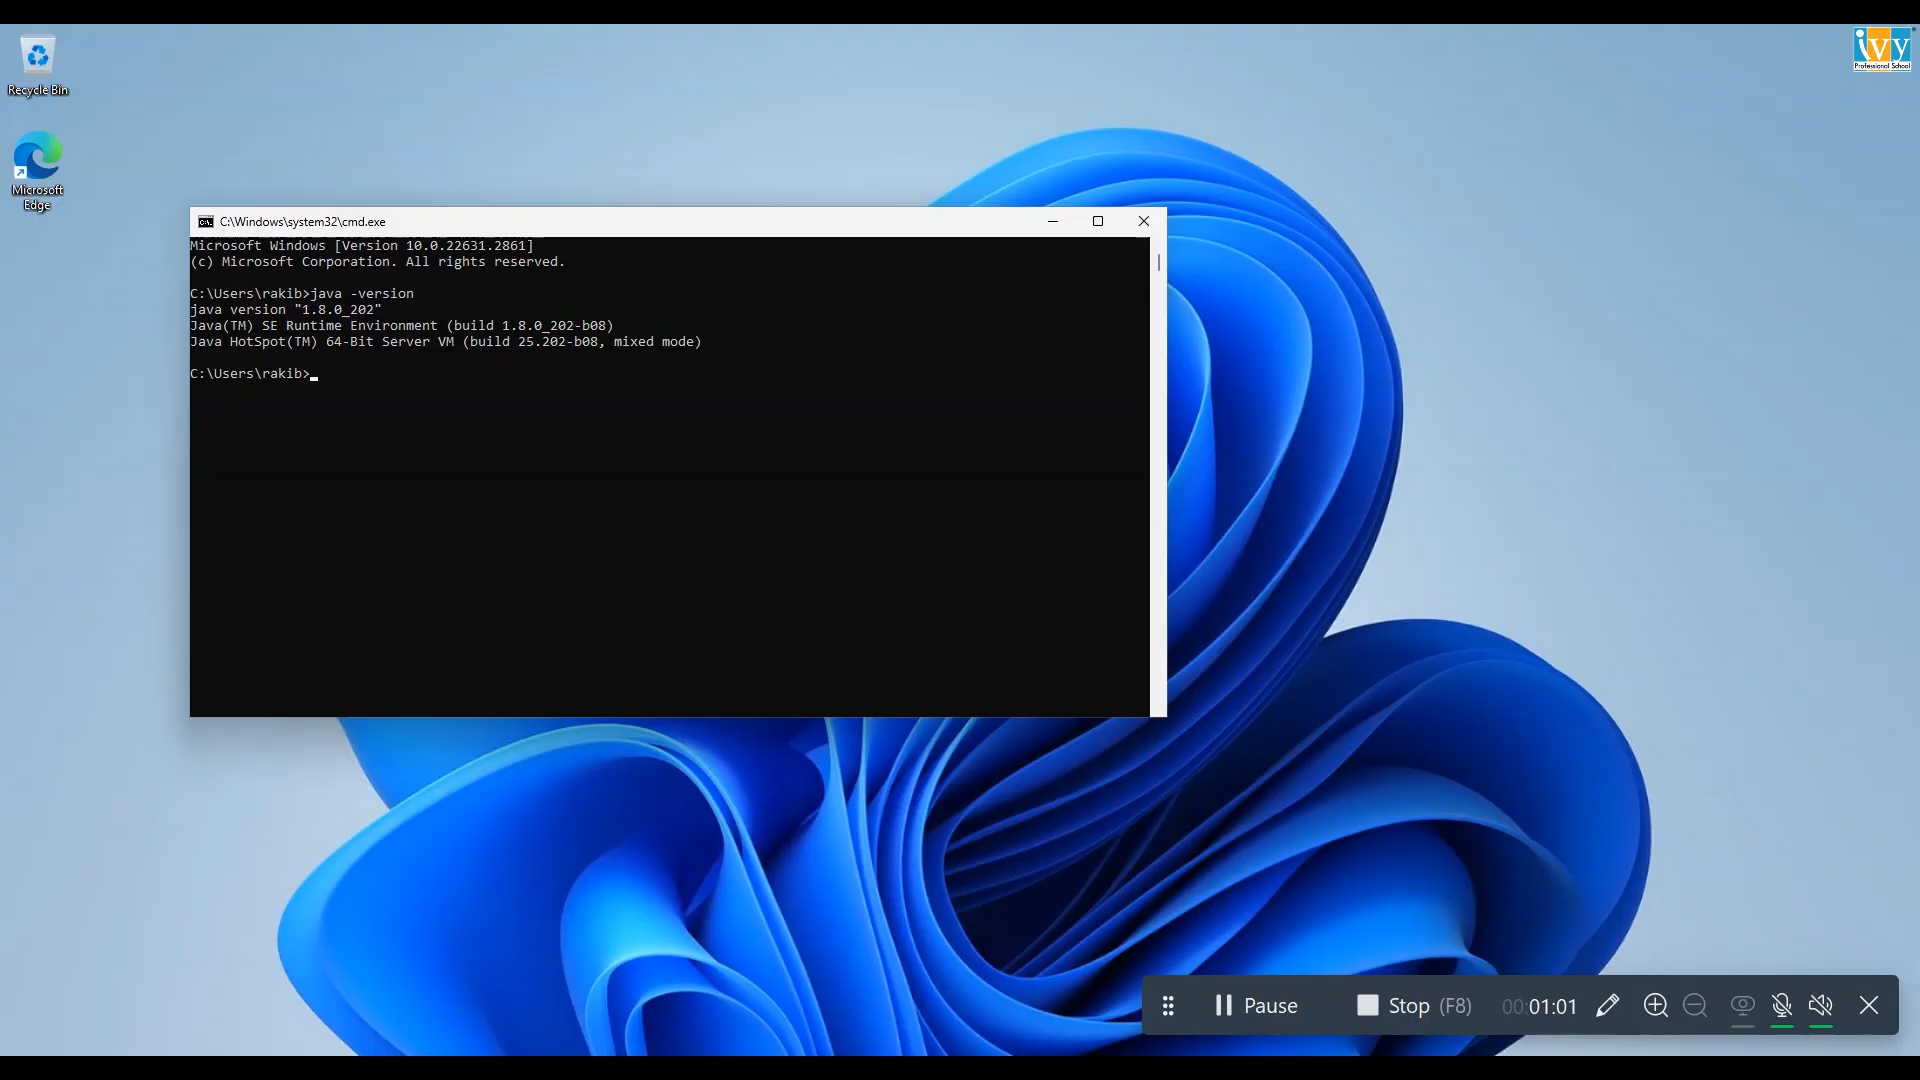 Recycle Bin
Microsoft
Edge
ivy
Professional School
C:\Windows\system32\cmd.exe
Microsoft Windows [Version 10.0.22631.2861]
(c) Microsoft Corporation. All rights reserved.
C:\Users\rakib>java -version
java version "1.8.0_202"
Java(TM) SE Runtime Environment (build 1.8.0_202-b08)
Java HotSpot(TM) 64-Bit Server VM (build 25.202-b08, mixed mode)
C:\Users\rakib>
Pause Stop (F8) 00:01:01